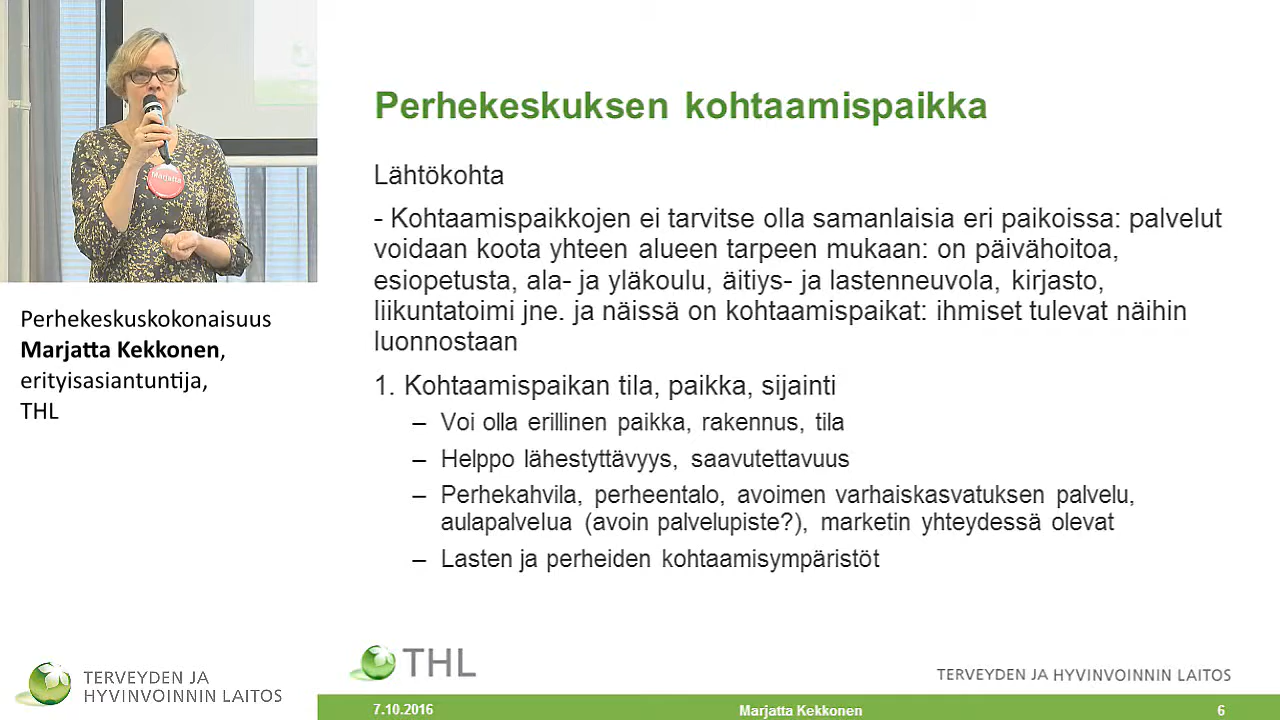 Marjatta
Perhekeskuskokonaisuus
Marjatta Kekkonen,
erityisasiantuntija,
THL
TERVEYDEN JA
HYVINVOINNIN LAITOS
Perhekeskuksen kohtaamispaikka
Lähtökohta
- Kohtaamispaikkojen ei tarvitse olla samanlaisia eri paikoissa: palvelut
voidaan koota yhteen alueen tarpeen mukaan: on päivähoitoa,
esiopetusta, ala- ja yläkoulu, äitiys- ja lastenneuvola, kirjasto,
liikuntatoimi jne. ja näissä on kohtaamispaikat: ihmiset tulevat näihin
luonnostaan
1. Kohtaamispaikan tila, paikka, sijainti
– Voi olla erillinen paikka, rakennus, tila
– Helppo lähestyttävyys, saavutettavuus
– Perhekahvila, perheentalo, avoimen varhaiskasvatuksen palvelu,
aulapalvelua (avoin palvelupiste?), marketin yhteydessä olevat
– Lasten ja perheiden kohtaamisympäristöt
THL
TERVEYDEN JA HYVINVOINNIN LAITOS
7.10.2016
Marjatta Kekkonen
6